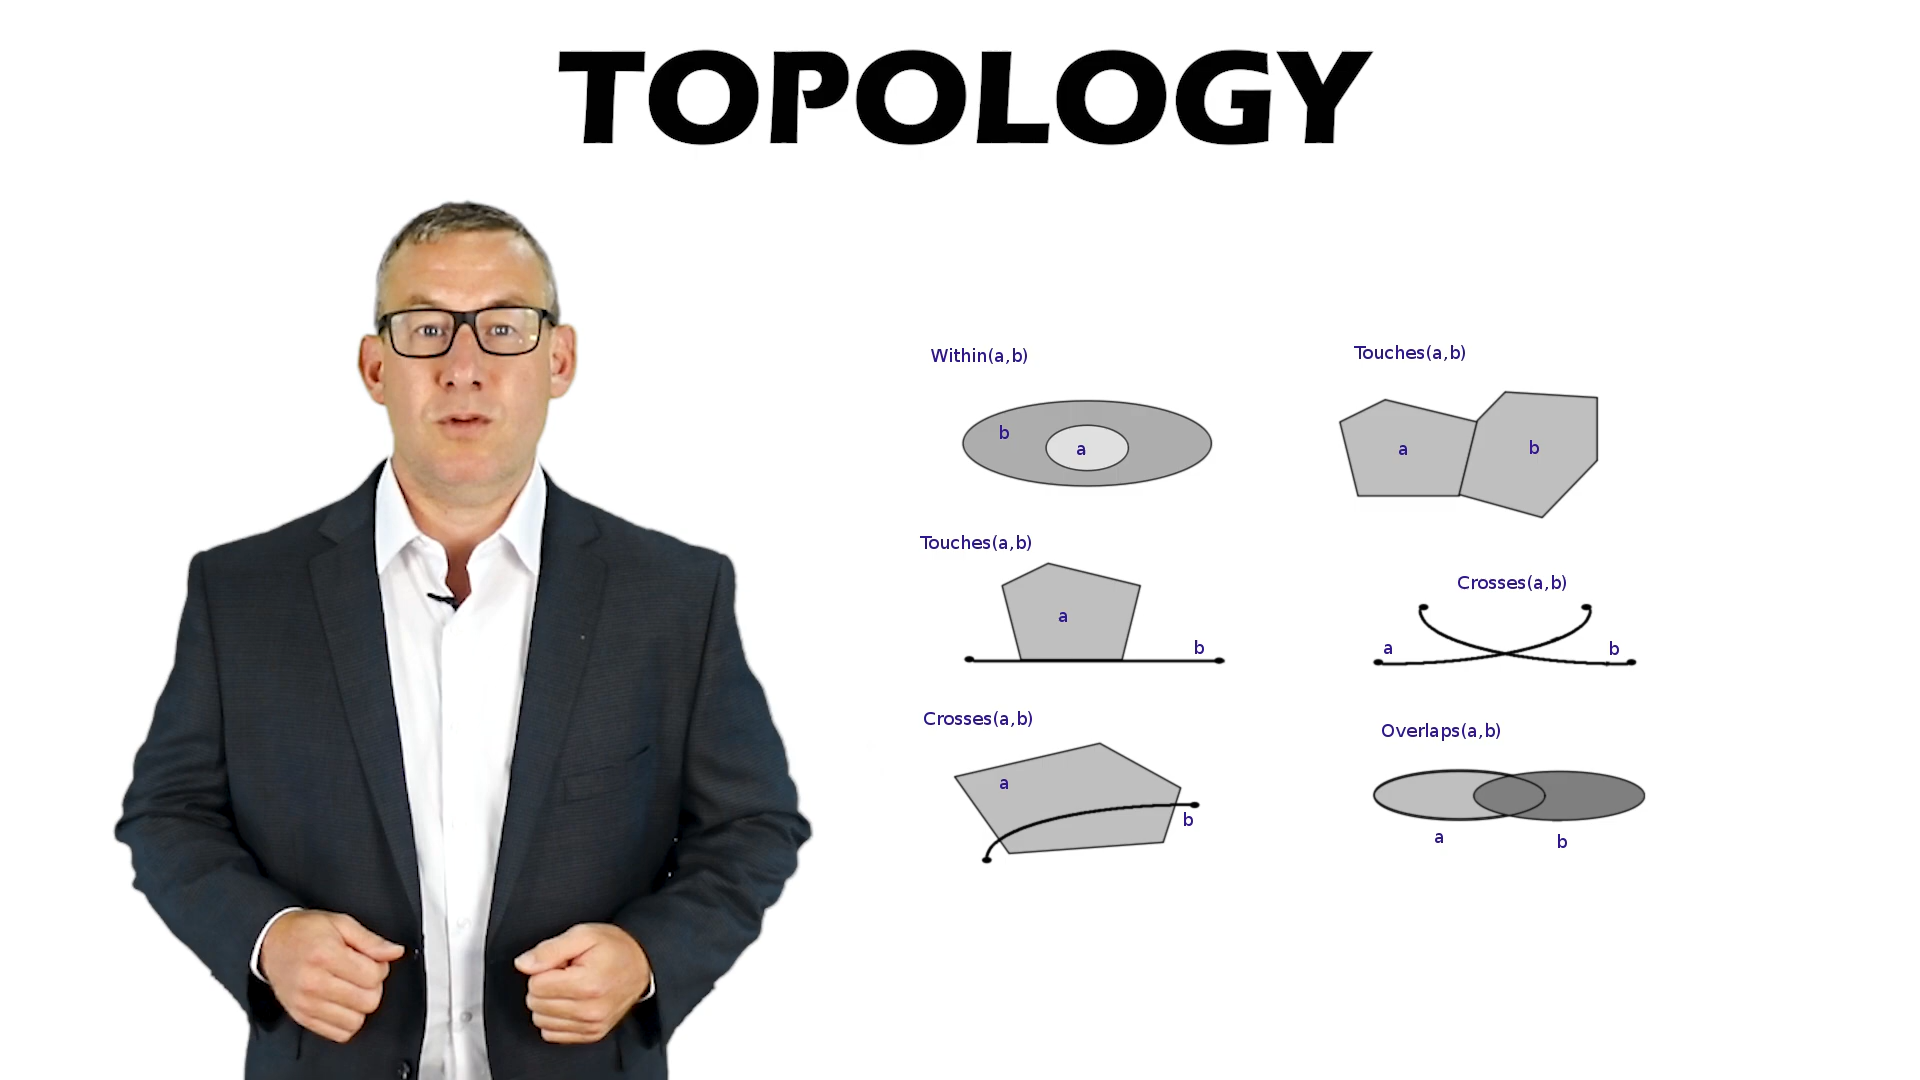 TOPOLOGY
Within(a,b)
b
a
Touches(a,b)
a
b
Touches(a,b)
a
b
Crosses(a,b)
a
b
Crosses(a,b)
a
b
Overlaps(a,b)
a
b